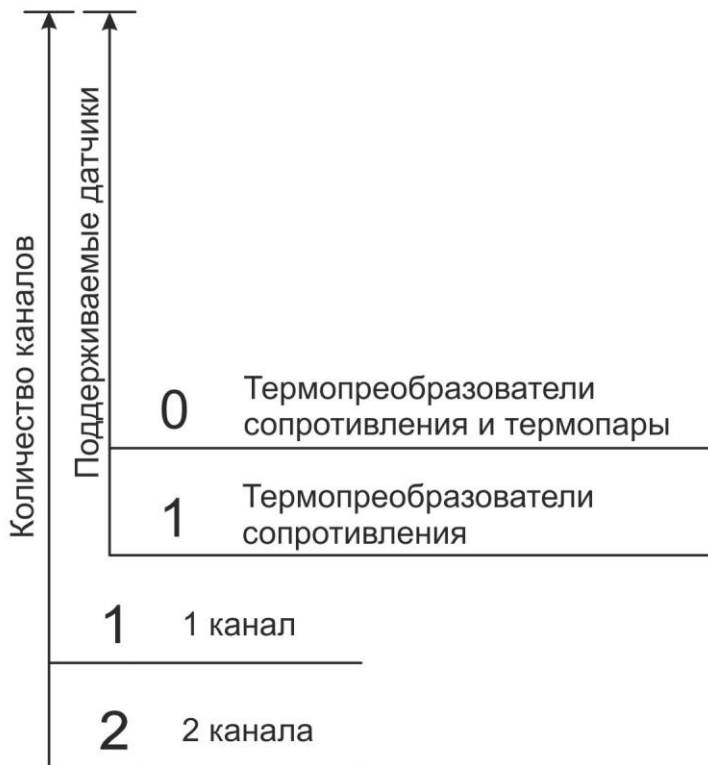 Количество каналов
Поддерживаемые датчики
0
Термопреобразователи
сопротивления и термопары
1
Термопреобразователи
сопротивления
1
1 канал
2
2 канала